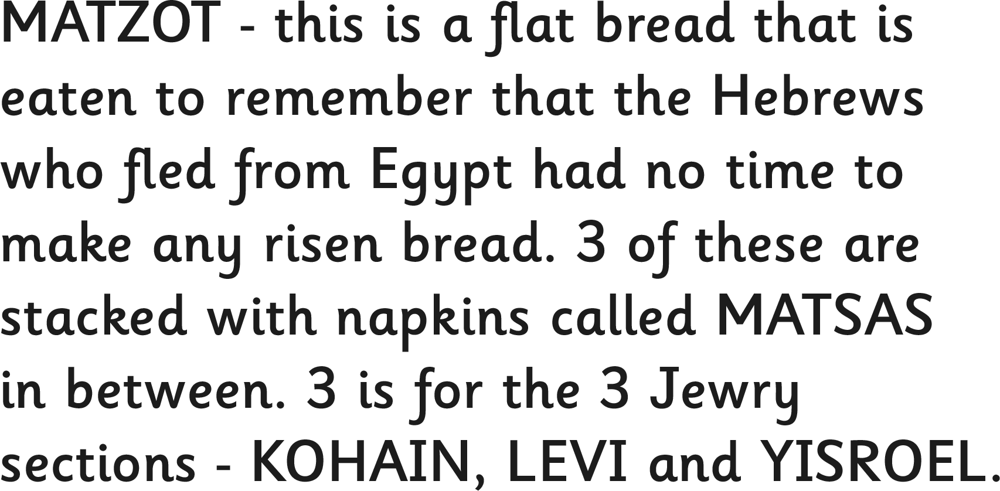 MATZOT - this is a flat bread that is
eaten to remember that the Hebrews
who fled from Egypt had no time to
make any risen bread. 3 of these are
stacked with napkins called MATSAS
in between. 3 is for the 3 Jewry
sections - KOHAIN, LEVI and YISROEL.